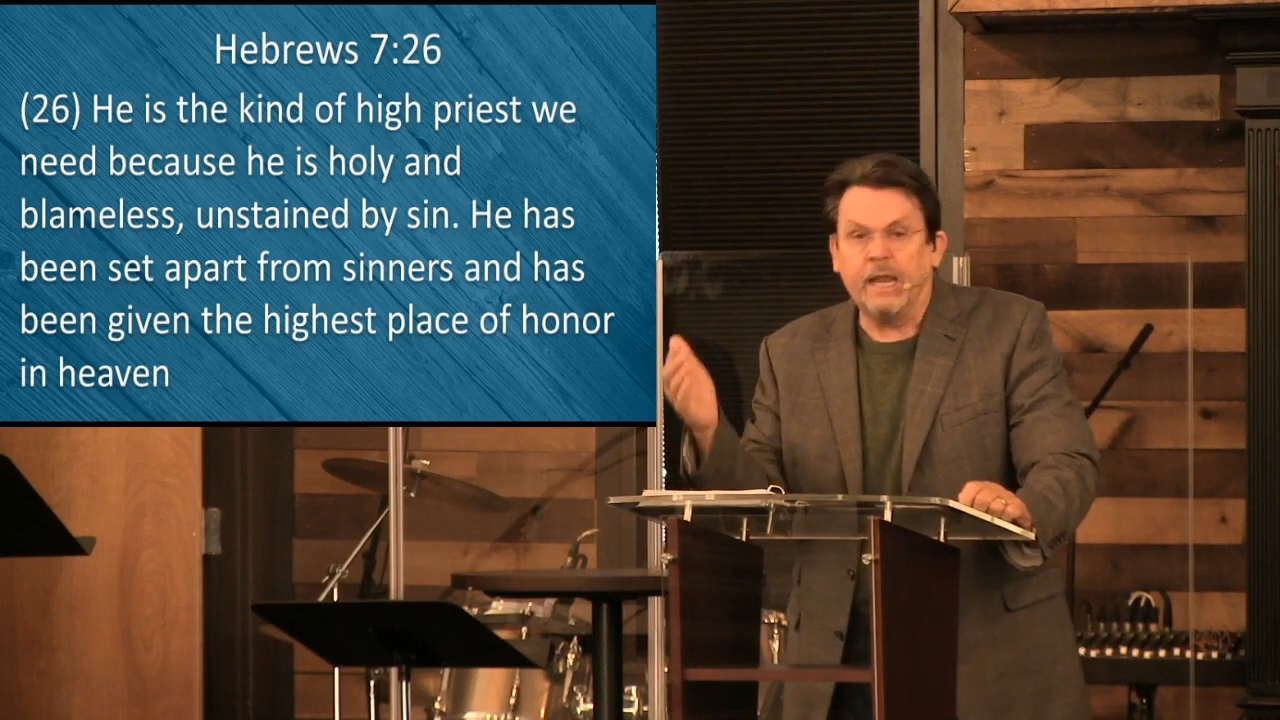 Hebrews 7:26
(26) He is the kind of high priest we
need because he is holy and
blameless, unstained by sin. He has
been set apart from sinners and has
been given the highest place of honor
in heaven